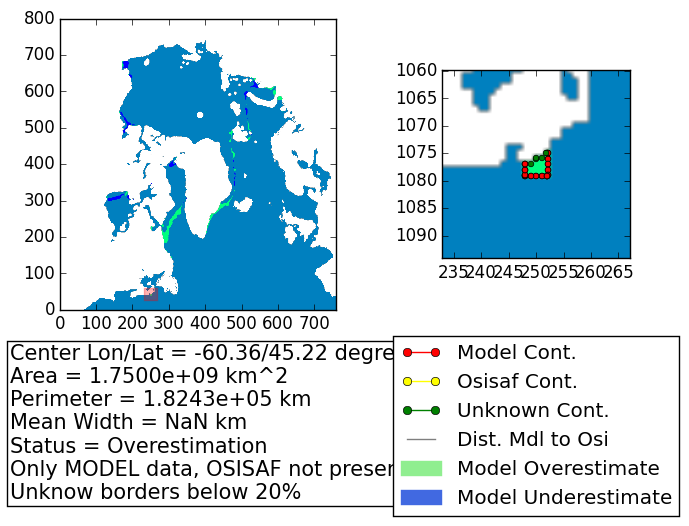 800
700
600
500
400
300
200
100
0
0 100 200 300 400 500 600 700
1060
1065
1070
1075
1080
1085
1090
235 240 245 250 255 260 265
Center Lon/Lat = -60.36/45.22 degre
Area = 1.7500e+09 km^2
Perimeter = 1.8243e+05 km
Mean Width = NaN km
Status = Overestimation
Only MODEL data, OSISAF not presen
Unknow borders below 20%
Model Cont.
Osisaf Cont.
Unknown Cont.
Dist. Mdl to Osi
Model Overestimate
Model Underestimate